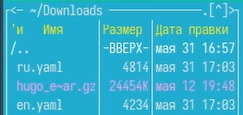 <- ~/Downloads .[^]>
'и Имя Размер Дата правки
/.. -ВВЕРХ- мая 31 16:57
ru.yaml 4814 мая 31 17:03
hugo_e~ar.gz 24454K мая 12 19:48
en.yaml 4234 мая 31 17:03